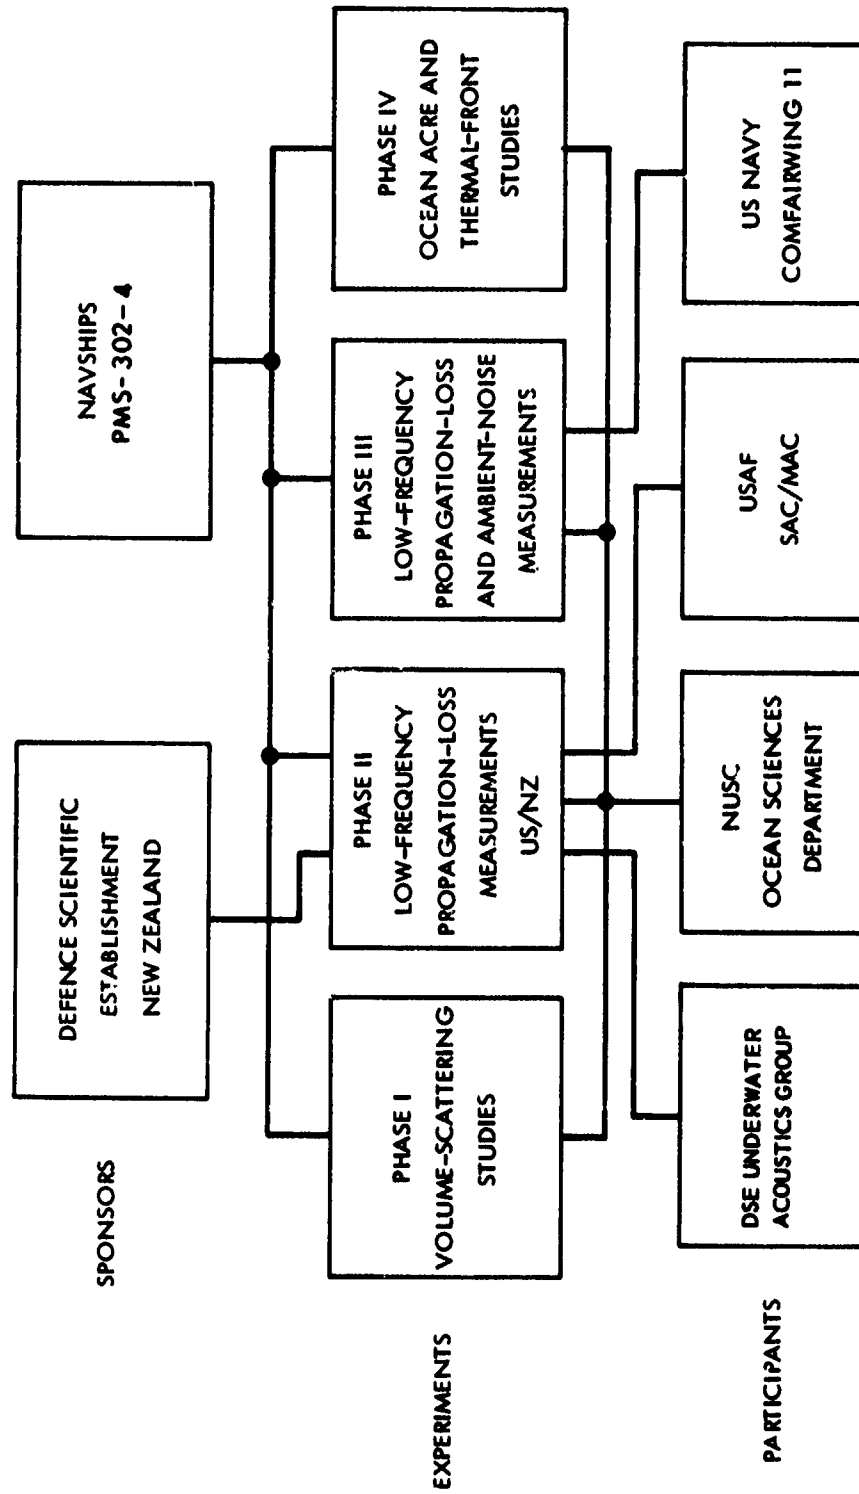 SPONSORS
DEFENCE SCIENTIFIC
ESTABLISHMENT
NEW ZEALAND
NAVSHIPS
PMS-302-4
EXPERIMENTS
PHASE I
VOLUME-SCATTERING
STUDIES
PHASE II
LOW-FREQUENCY
PROPAGATION-LOSS
MEASUREMENTS
US/NZ
PHASE III
LOW-FREQUENCY
PROPAGATION-LOSS
AND AMBIENT-NOISE
MEASUREMENTS
PHASE IV
OCEAN ACRE AND
THERMAL-FRONT
STUDIES
PARTICIPANTS
DSE UNDERWATER
ACOUSTICS GROUP
NUSC
OCEAN SCIENCES
DEPARTMENT
USAF
SAC/MAC
US NAVY
COMFAIRWING 11